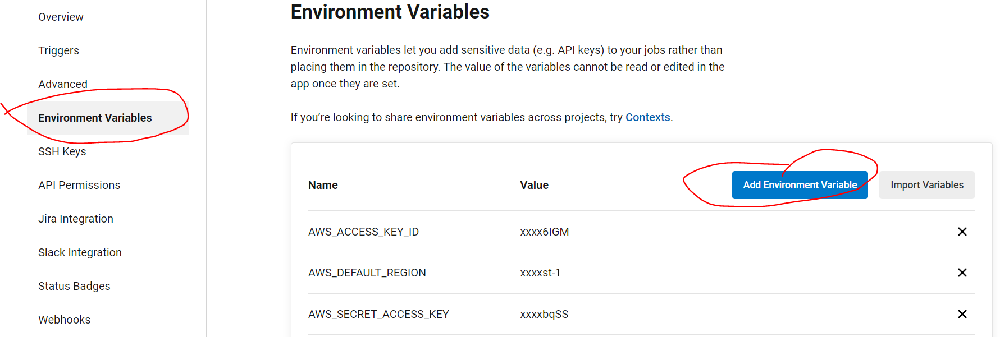 Overview
Triggers
Advanced
Environment Variables
SSH Keys
API Permissions
Jira Integration
Slack Integration
Status Badges
Webhooks
Environment Variables
Environment variables let you add sensitive data (e.g. API keys) to your jobs rather than
placing them in the repository. The value of the variables cannot be read or edited in the
app once they are set.
If you’re looking to share environment variables across projects, try Contexts.
Name Value Add Environment Variable Import Variables
AWS_ACCESS_KEY_ID xxxx6IGM
AWS_DEFAULT_REGION xxxxst-1
AWS_SECRET_ACCESS_KEY xxxxbqSS